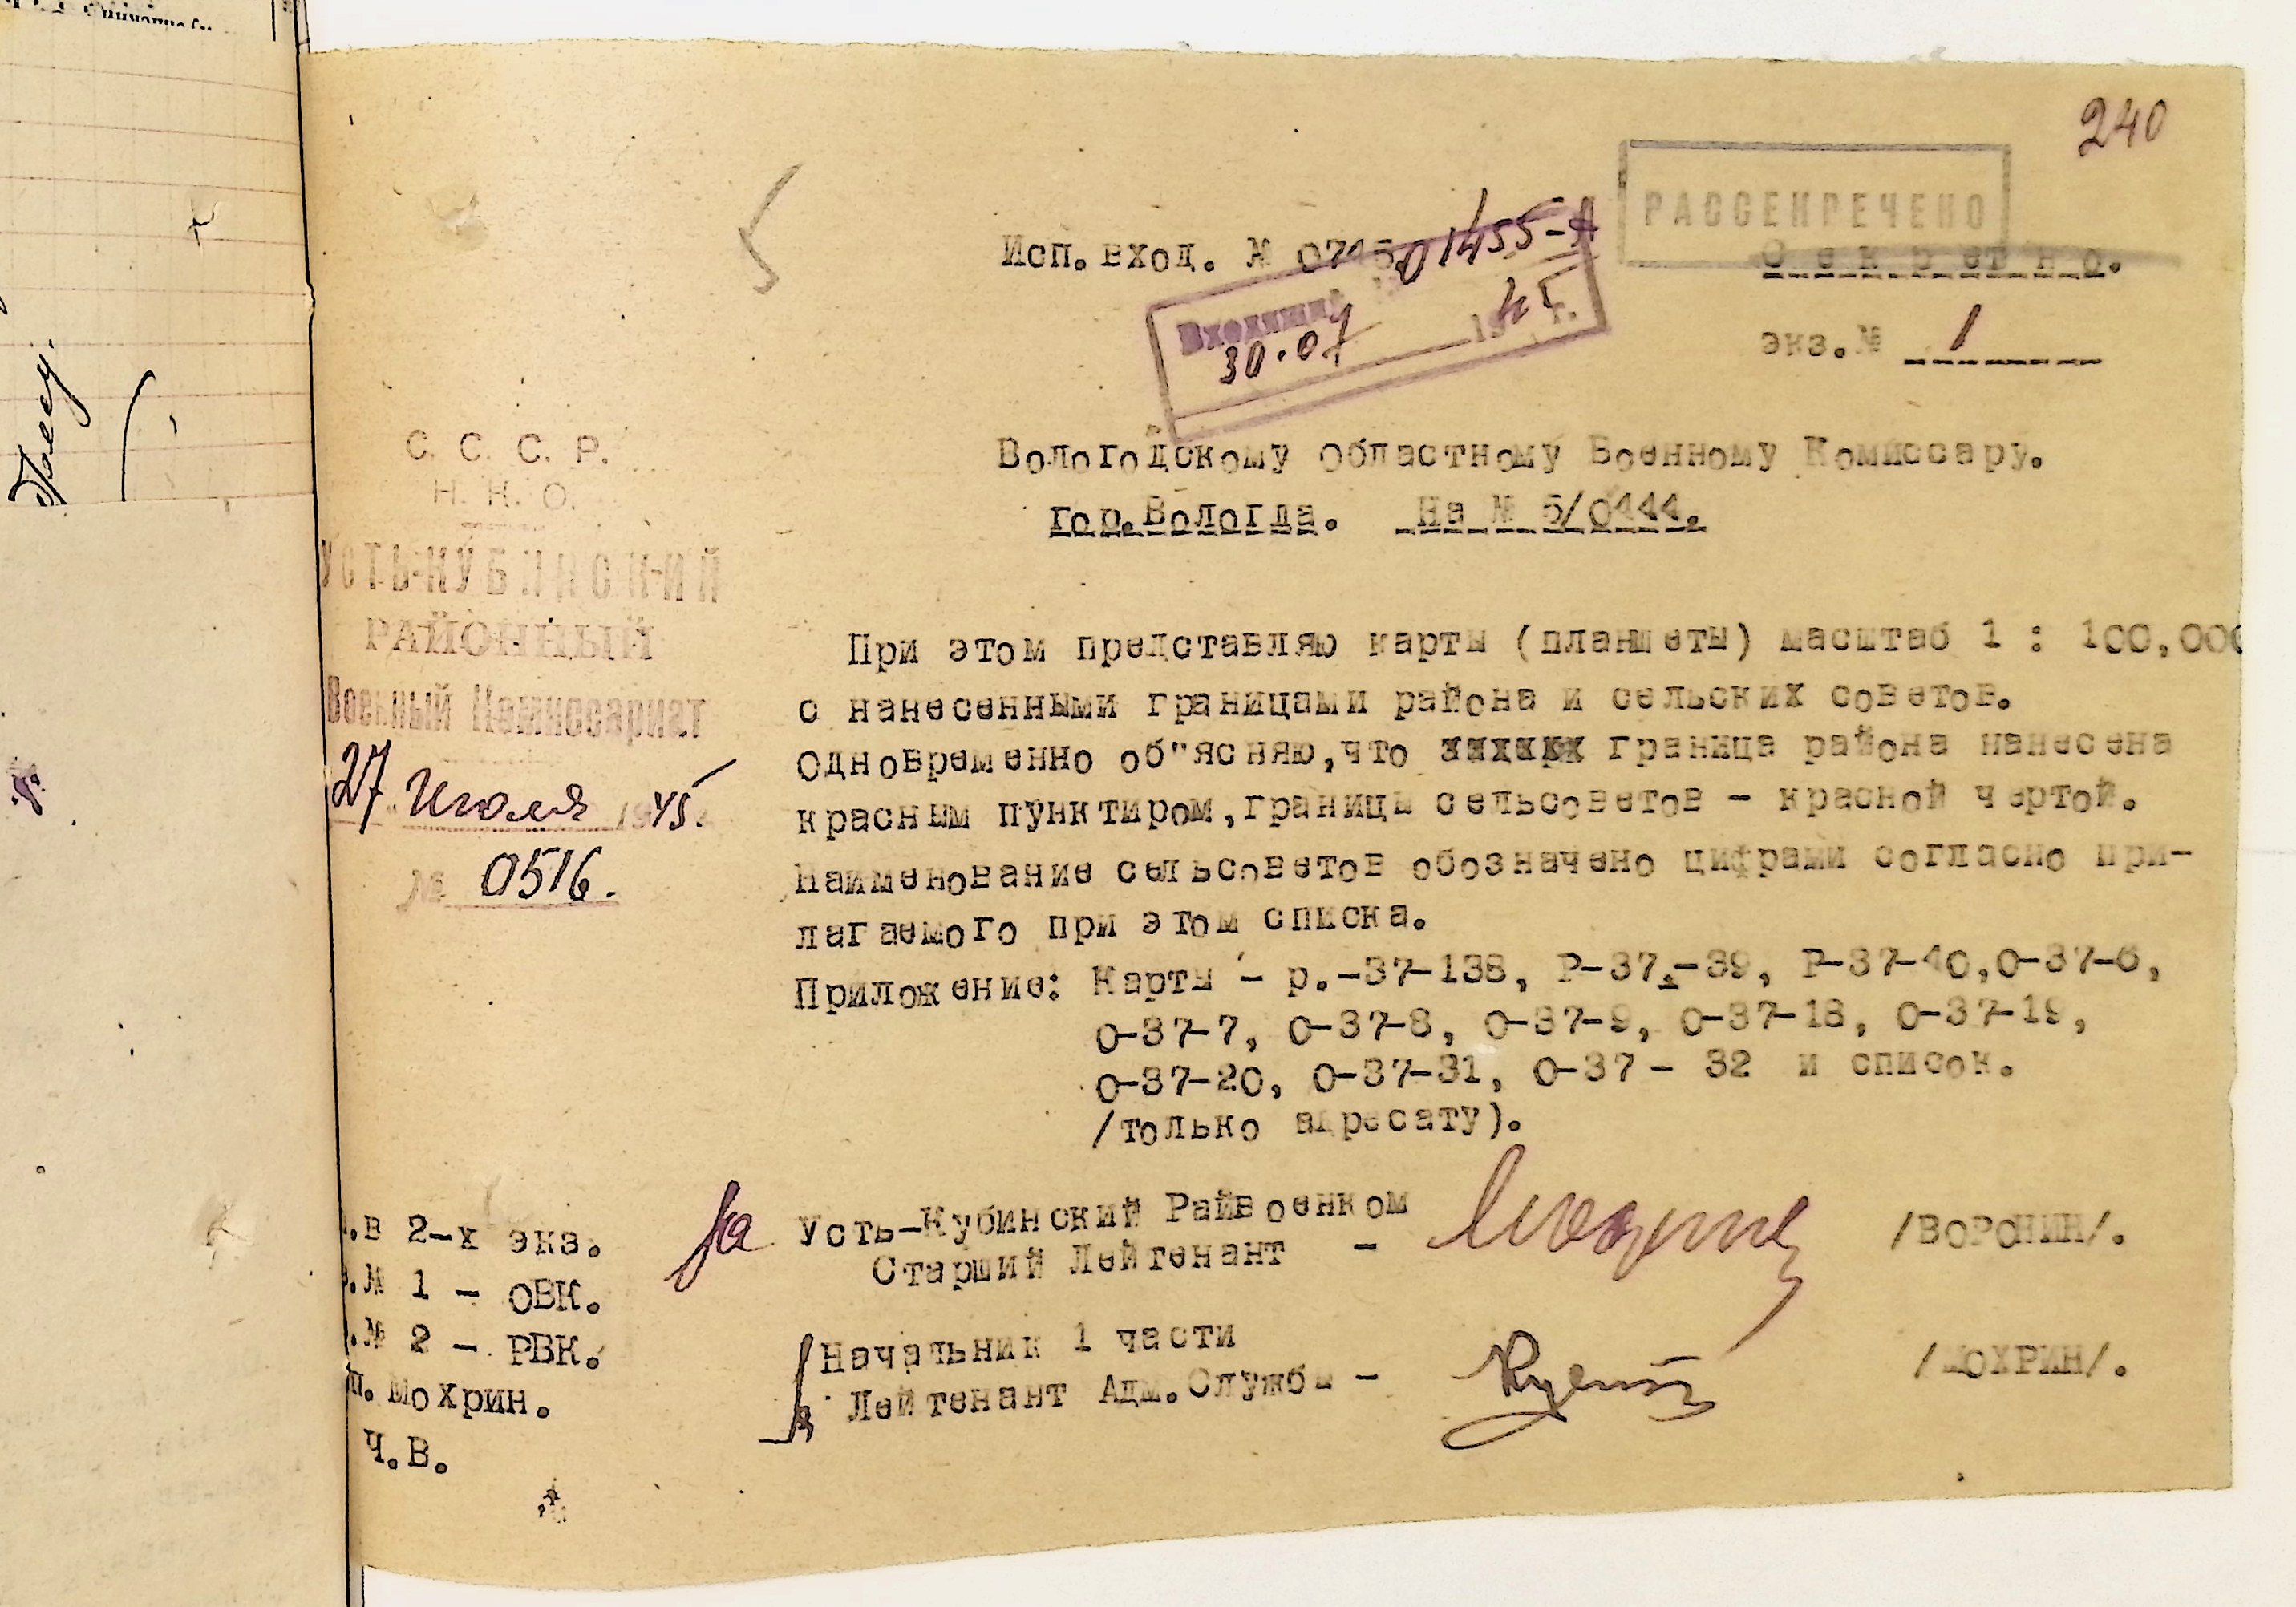 240
РАССЕКРЕЧЕНО
Исп. вход. № 0745
01455-А
Секретно.
Входящий
30.07 1945 г.
экз.№ 1
С. С. С. Р.
Н. К. О.
УСТЬ-КУБИНСКИЙ
РАЙОННЫЙ
Военный Комиссариат
27 Июля 1945
№ 0516.
Вологодскому Областному Военному Комиссару.
гор.Вологда. На № 5/0444.
При этом представляю карты (планшеты) масштаб 1 : 100,000
с нанесенными границами района и сельских советов.
Одновременно об"ясняю,что граница района нанесена
красным пунктиром,границы сельсоветов - красной чертой.
Наименование сельсоветов обозначено цифрами согласно при-
лагаемого при этом списка.
Приложение: Карты - р.-37-138, Р-37.-39, Р-37-40,О-37-6,
О-37-7, О-37-8, О-37-9, О-37-18, О-37-19,
О-37-20, О-37-31, О-37 - 32 и список.
/только адресату).
.в 2-х экз.
.№ 1 - ОВК.
.№ 2 - РВК.
п. Мохрин.
Ч.В.
за Усть-Кубинский Райвоенком
Старший Лейтенант - /ВОРОНИН/.
Начальник 1 части
Лейтенант Адм.Службы - /МОХРИН/.